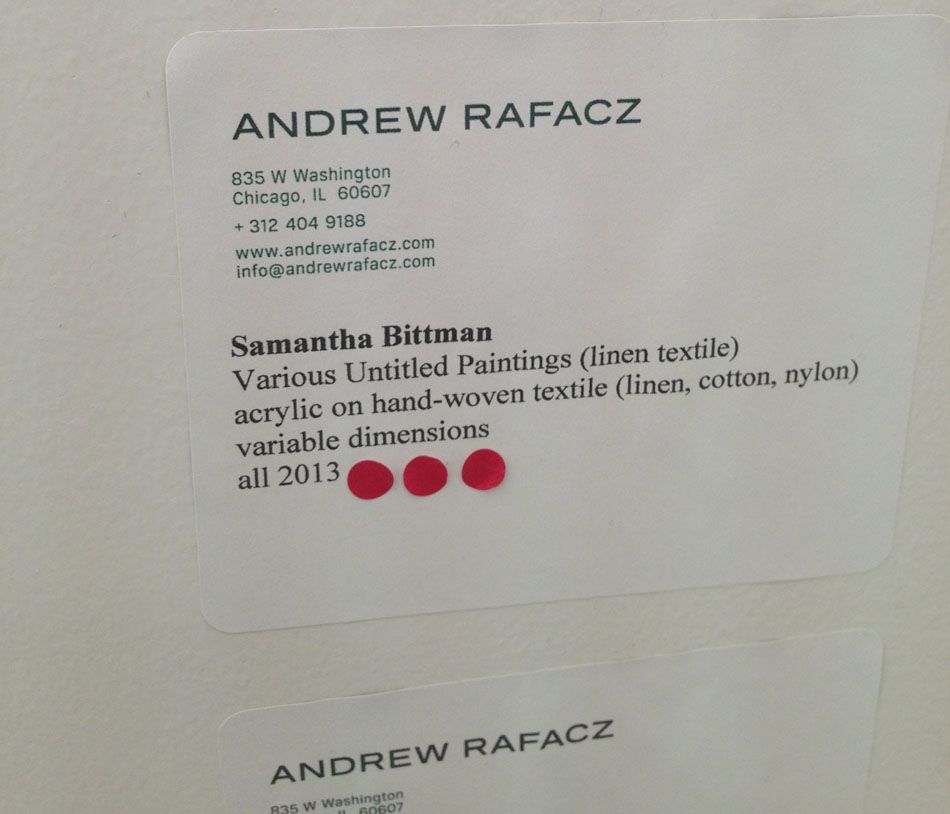 ANDREW RAFACZ
835 W Washington
Chicago, IL 60607
+ 312 404 9188
www.andrewrafacz.com
info@andrewrafacz.com
Samantha Bittman
Various Untitled Paintings (linen textile)
acrylic on hand-woven textile (linen, cotton, nylon)
variable dimensions
all 2013
ANDREW RAFACZ
835 W Washington
IL 60607